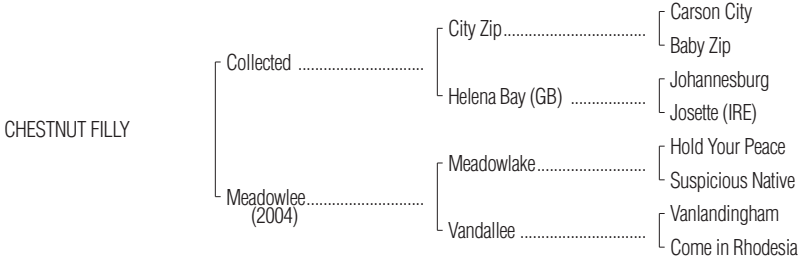 Carson City
City Zip..........................................
Baby Zip
Collected .............................
Johannesburg
Helena Bay (GB) ......................
Josette (IRE)
CHESTNUT FILLY
Hold Your Peace
Meadowlake................................
Suspicious Native
Meadowlee...........................
(2004)
Vanlandingham
Vandallee .....................................
Come in Rhodesia